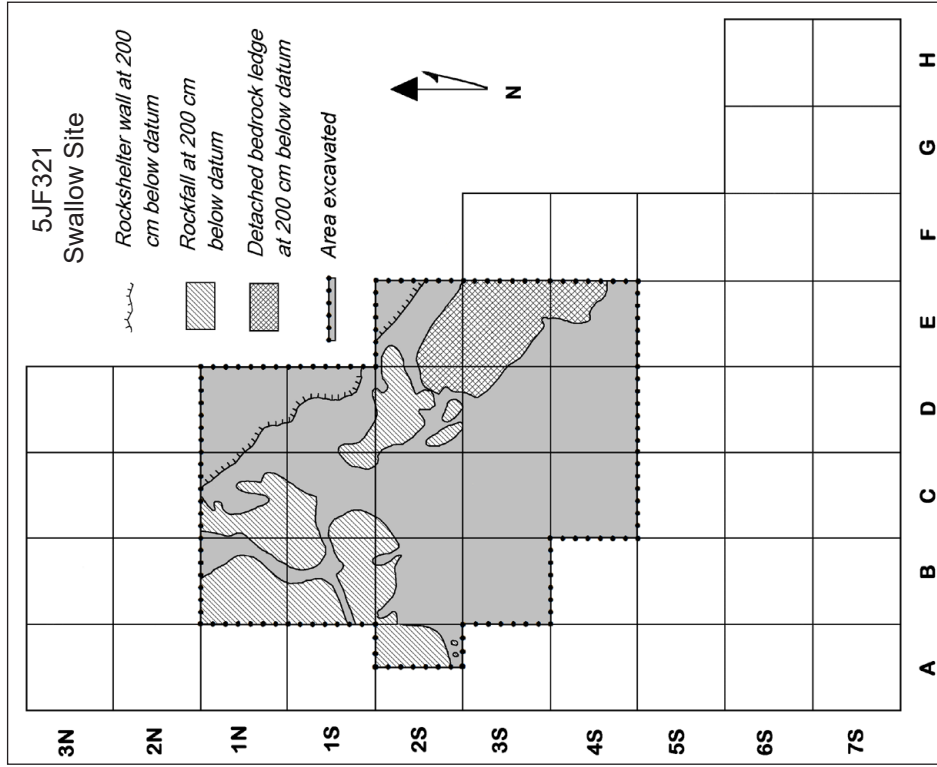 5JF321
Swallow Site
Rockshelter wall at 200
cm below datum
Rockfall at 200 cm
below datum
Detached bedrock ledge
at 200 cm below datum
Area excavated
N
3N
2N
1N
1S
2S
3S
4S
5S
6S
7S
A
B
C
D
E
F
G
H